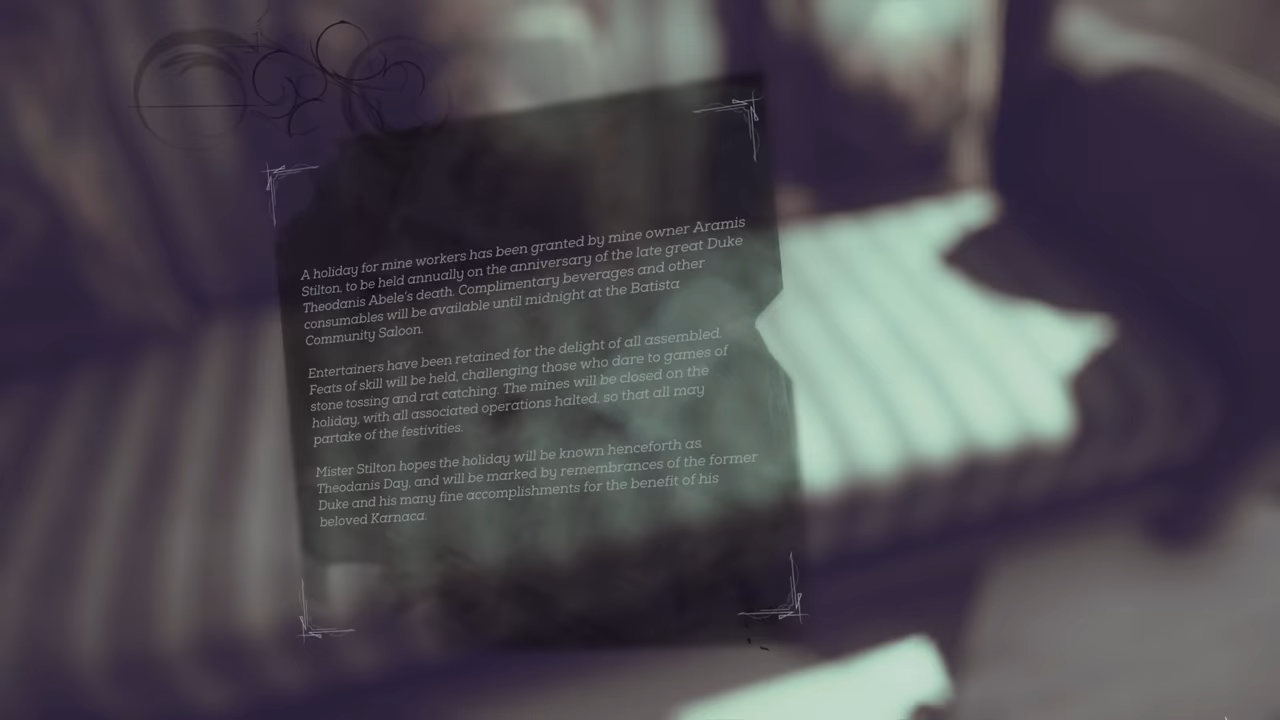 A holiday for mine workers has been granted by mine owner Aramis
Stilton, to be held annually on the anniversary of the late great Duke
Theodanis Abele's death. Complimentary beverages and other
consumables will be available until midnight at the Batista
Community Saloon.
Entertainers have been retained for the delight of all assembled.
Feats of skill will be held, challenging those who dare to games of
stone tossing and rat catching. The mines will be closed on the
holiday, with all associated operations halted, so that all may
partake of the festivities.
Mister Stilton hopes the holiday will be known henceforth as
Theodanis Day, and will be marked by remembrances of the former
Duke and his many fine accomplishments for the benefit of his
beloved Karnaca.